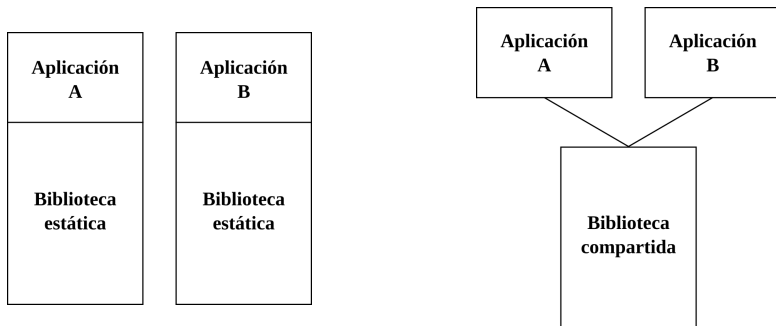 Aplicación
A
Biblioteca
estática
Aplicación
B
Biblioteca
estática
Aplicación
A
Aplicación
B
Biblioteca
compartida